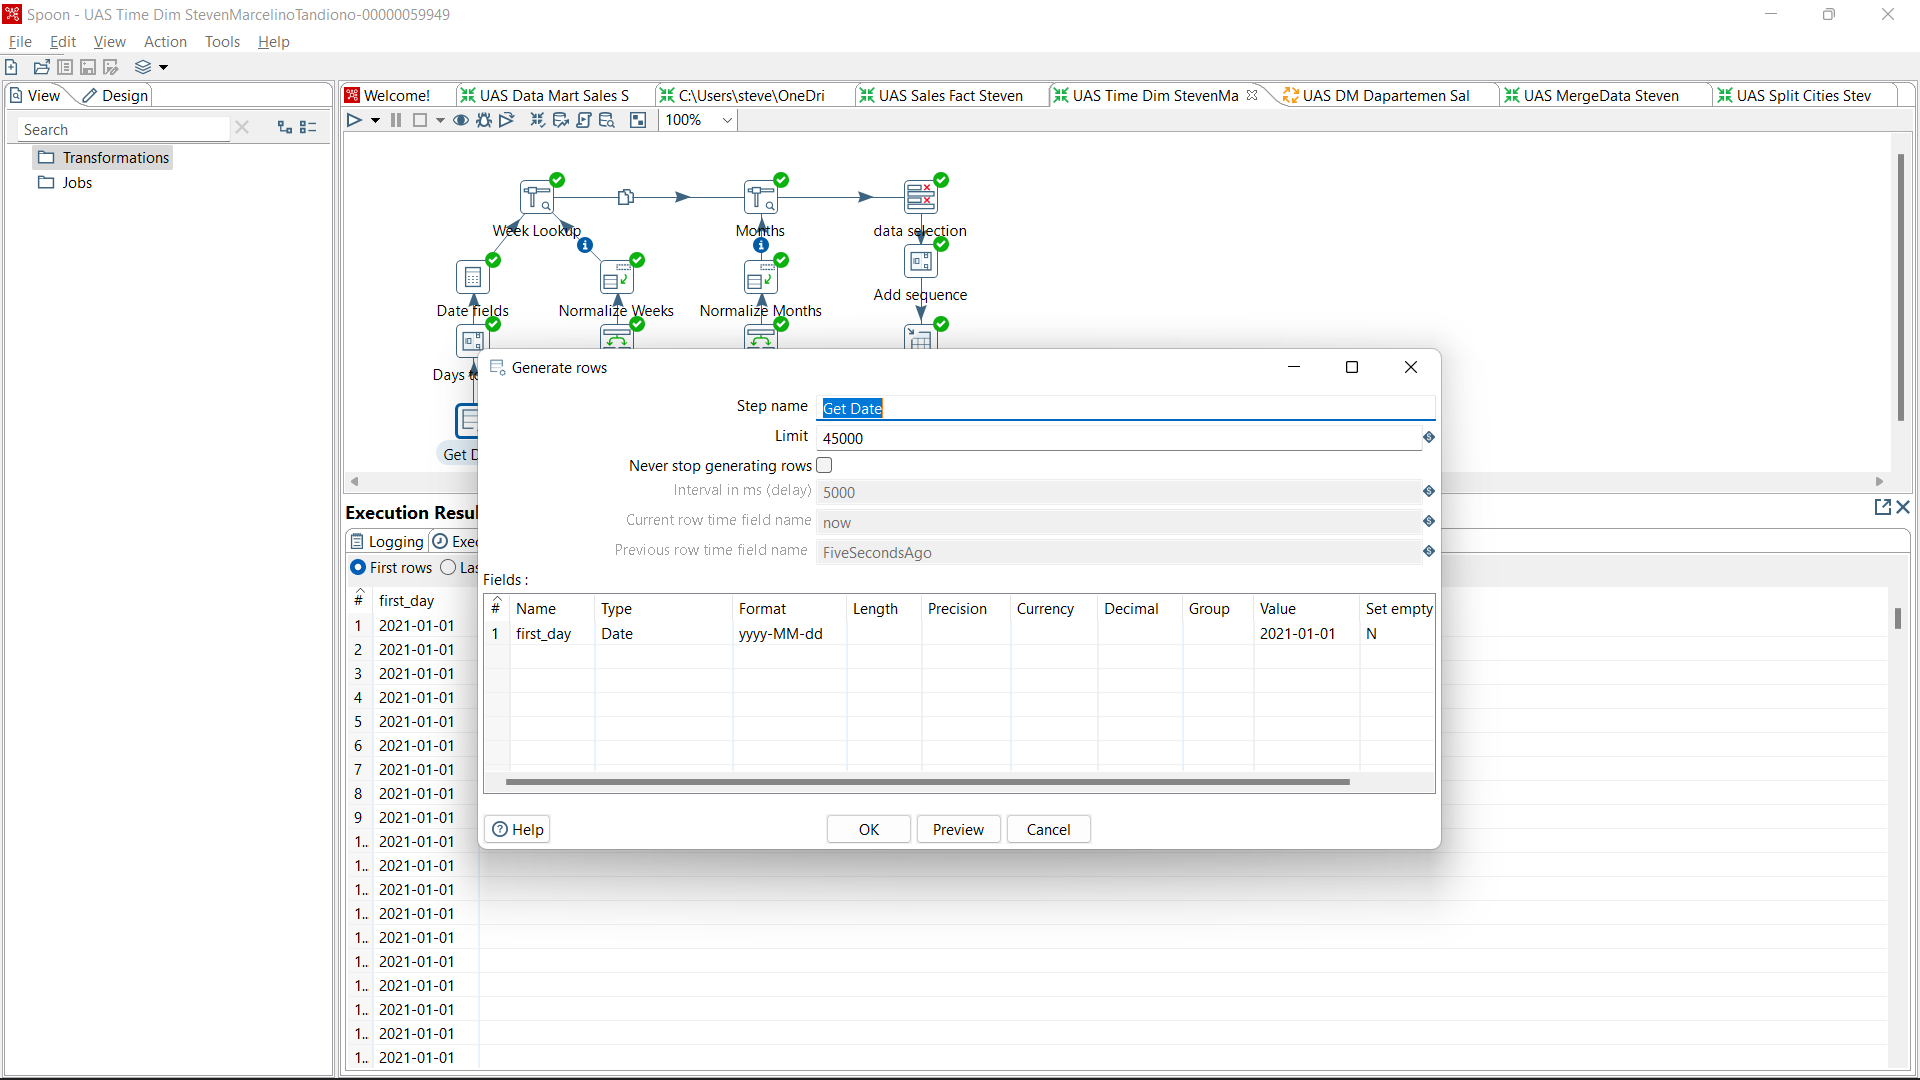 Spoon - UAS Time Dim StevenMarcelinoTandiono-00000059949
File Edit View Action Tools Help
View Design
Welcome! UAS Data Mart Sales S C:\Users\steve\OneDri UAS Sales Fact Steven UAS Time Dim StevenMa UAS DM Dapartemen Sal UAS MergeData Steven UAS Split Cities Stev
Search
100%
Transformations
Jobs
Week Lookup Months data selection
Date fields Normalize Weeks Normalize Months Add sequence
Days t
Get D
Generate rows
Step name Get Date
Limit 45000
Never stop generating rows
Interval in ms (delay) 5000
Current row time field name now
Previous row time field name FiveSecondsAgo
Fields :
# Name Type Format Length Precision Currency Decimal Group Value Set empty
1 first_day Date yyyy-MM-dd 2021-01-01 N
Help OK Preview Cancel
Execution Resul
Logging Exe
First rows Las
# first_day
1 2021-01-01
2 2021-01-01
3 2021-01-01
4 2021-01-01
5 2021-01-01
6 2021-01-01
7 2021-01-01
8 2021-01-01
9 2021-01-01
1.. 2021-01-01
1.. 2021-01-01
1.. 2021-01-01
1.. 2021-01-01
1.. 2021-01-01
1.. 2021-01-01
1.. 2021-01-01
1.. 2021-01-01
1.. 2021-01-01
1.. 2021-01-01